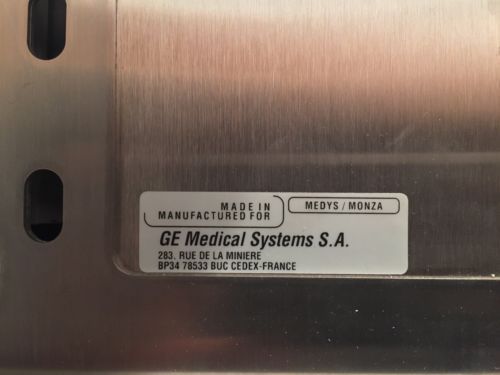 MADE IN
MANUFACTURED FOR
MEDYS / MONZA
GE Medical Systems S.A.
283, RUE DE LA MINIERE
BP34 78533 BUC CEDEX-FRANCE